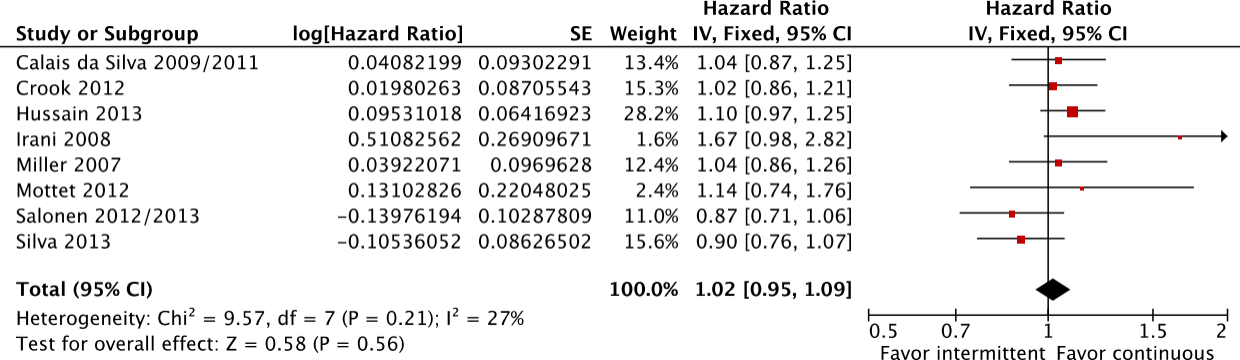 Hazard Ratio Hazard Ratio
Study or Subgroup log[Hazard Ratio] SE Weight IV, Fixed, 95% CI IV, Fixed, 95% CI
Calais da Silva 2009/2011 0.04082199 0.09302291 13.4% 1.04 [0.87, 1.25]
Crook 2012 0.01980263 0.08705543 15.3% 1.02 [0.86, 1.21]
Hussain 2013 0.09531018 0.06416923 28.2% 1.10 [0.97, 1.25]
Irani 2008 0.51082562 0.26909671 1.6% 1.67 [0.98, 2.82]
Miller 2007 0.03922071 0.0969628 12.4% 1.04 [0.86, 1.26]
Mottet 2012 0.13102826 0.22048025 2.4% 1.14 [0.74, 1.76]
Salonen 2012/2013 −0.13976194 0.10287809 11.0% 0.87 [0.71, 1.06]
Silva 2013 −0.10536052 0.08626502 15.6% 0.90 [0.76, 1.07]
Total (95% CI) 100.0% 1.02 [0.95, 1.09]
Heterogeneity: Chi² = 9.57, df = 7 (P = 0.21); I² = 27%
Test for overall effect: Z = 0.58 (P = 0.56)
0.5 0.7 1 1.5 2
Favor intermittent Favor continuous